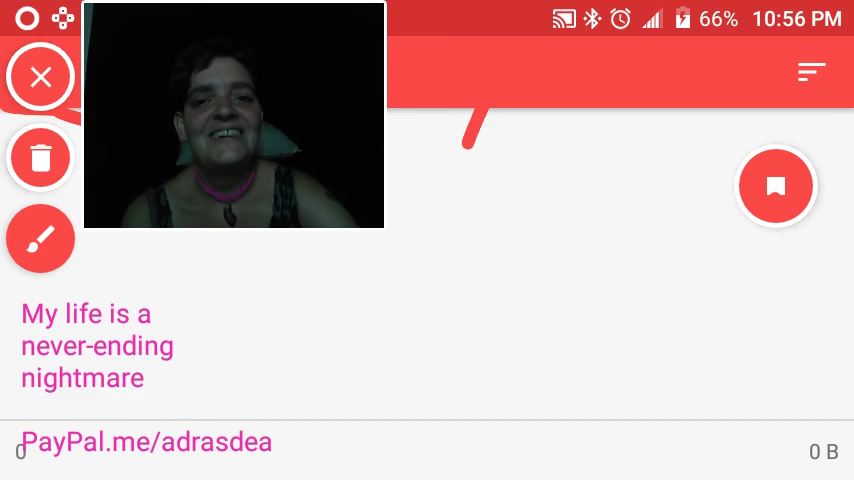 66% 10:56 PM
My life is a
never-ending
nightmare
PayPal.me/adrasdea
0
0 B